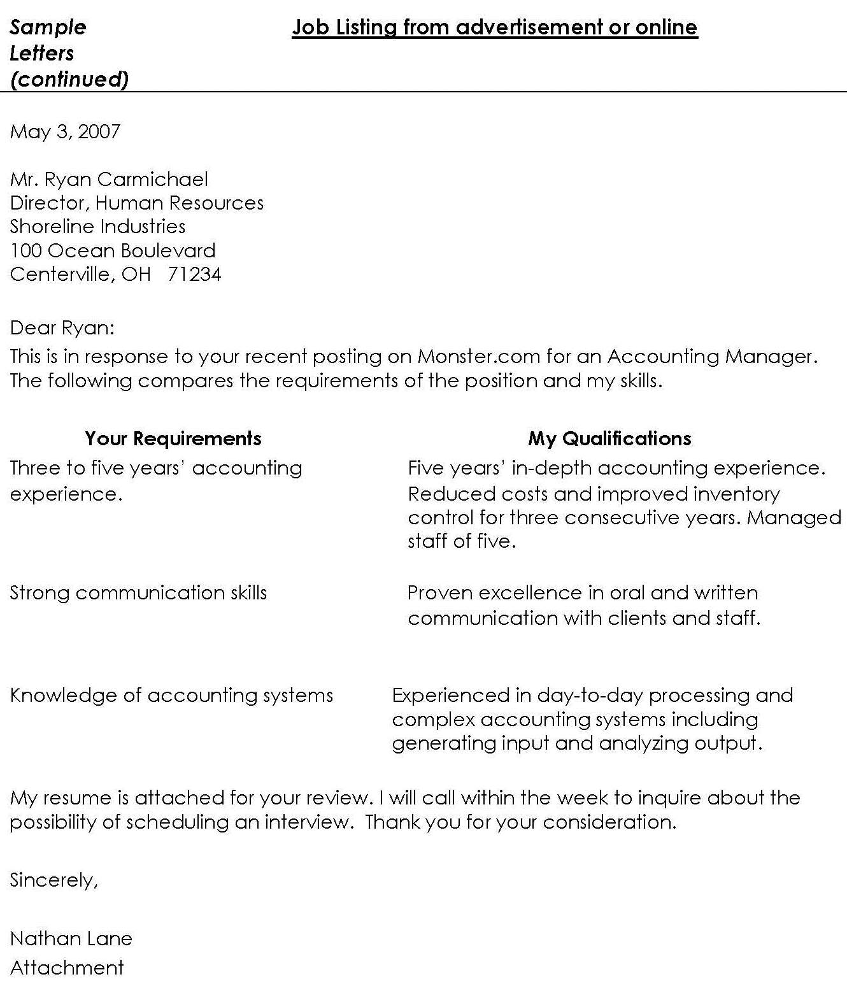 Sample
Letters
(continued)
Job Listing from advertisement or online
May 3, 2007
Mr. Ryan Carmichael
Director, Human Resources
Shoreline Industries
100 Ocean Boulevard
Centerville, OH   71234
Dear Ryan:
This is in response to your recent posting on Monster.com for an Accounting Manager.
The following compares the requirements of the position and my skills.
Your Requirements
My Qualifications
Three to five years' accounting
experience.
Five years' in-depth accounting experience.
Reduced costs and improved inventory
control for three consecutive years. Managed
staff of five.
Strong communication skills
Proven excellence in oral and written
communication with clients and staff.
Knowledge of accounting systems
Experienced in day-to-day processing and
complex accounting systems including
generating input and analyzing output.
My resume is attached for your review. I will call within the week to inquire about the
possibility of scheduling an interview.  Thank you for your consideration.
Sincerely,
Nathan Lane
Attachment